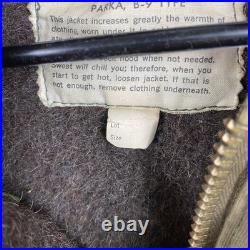 PARKA, B-9 TYPE
This jacket increases greatly the warmth of
clothing worn under it in
hood when not needed.
Sweat will chill you; therefore, when you
start to get hot, loosen jacket. If that is
not enough, remove clothing underneath.
Cut
Size